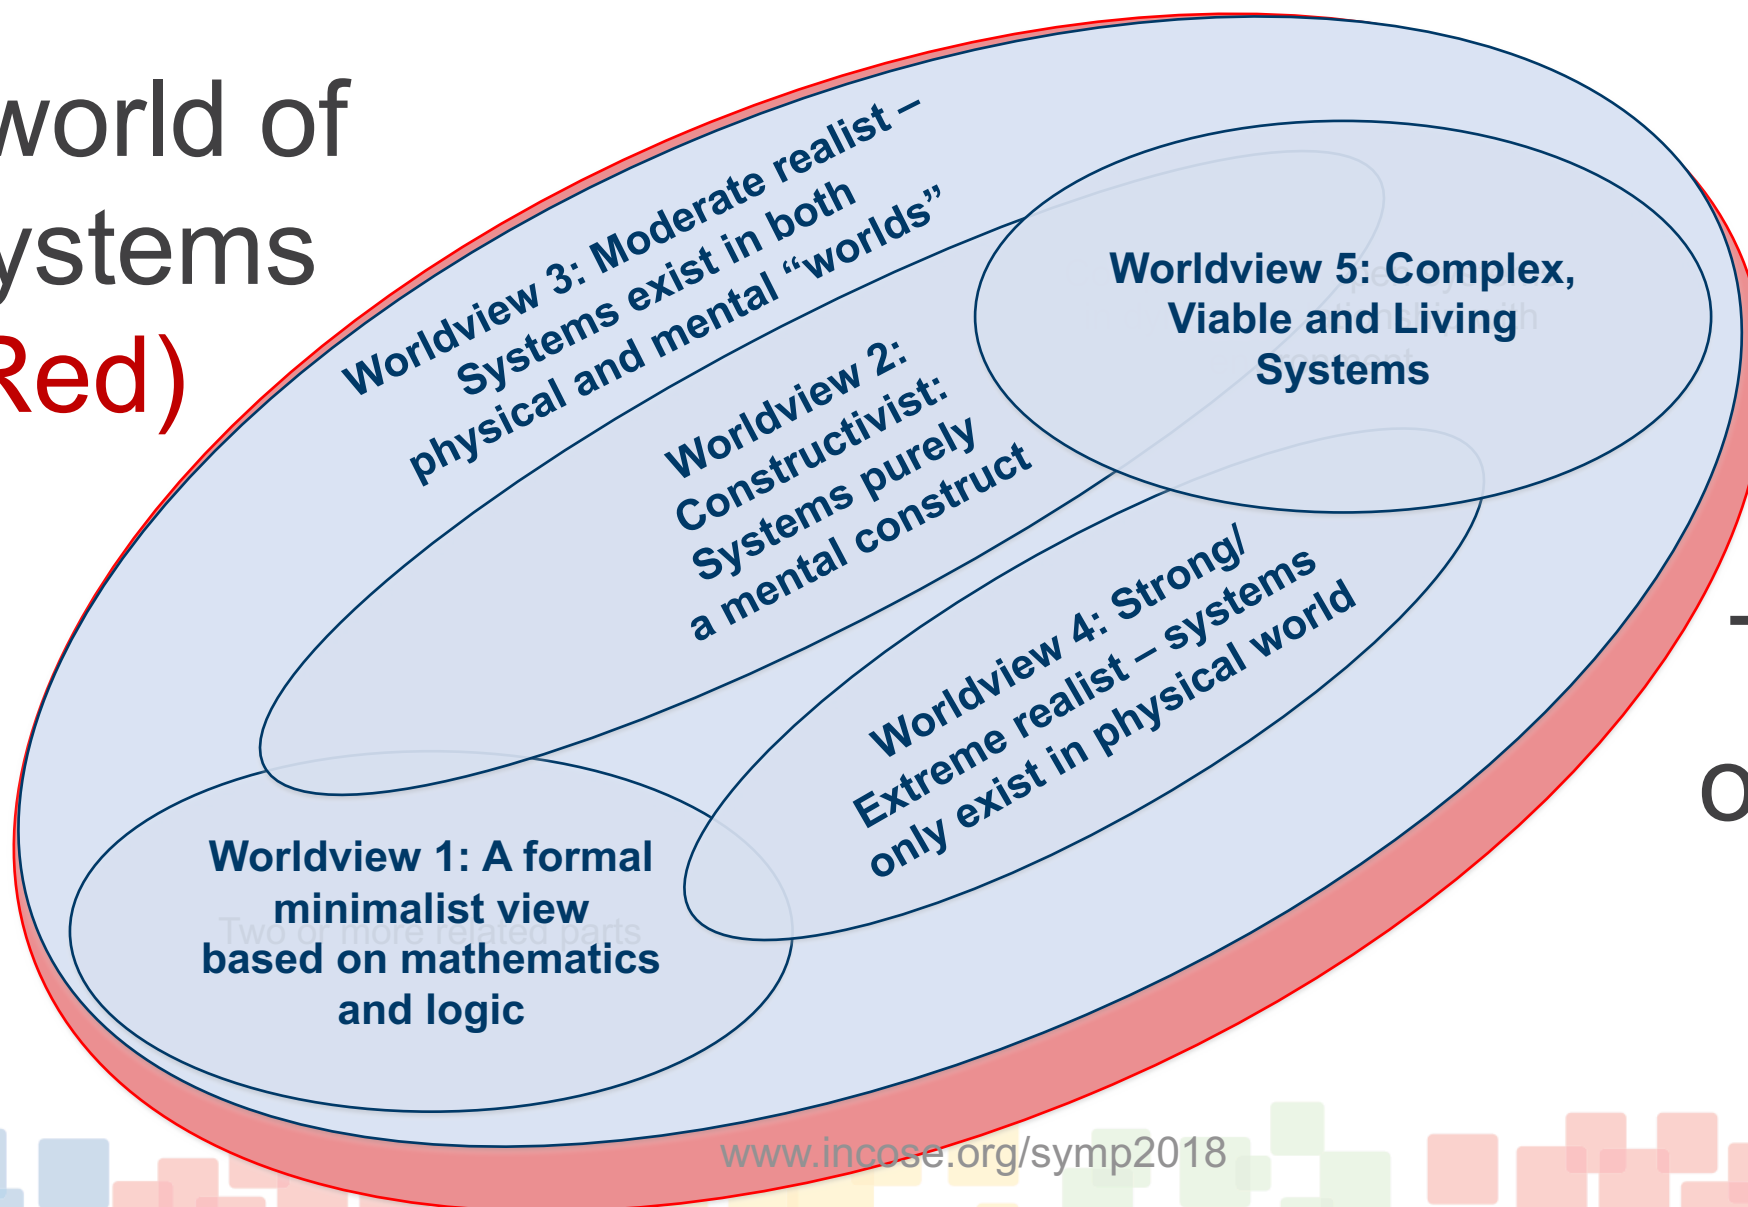 world of
ystems
Red)
Worldview 3: Moderate realist –
Systems exist in both
physical and mental “worlds”
Worldview 5: Complex,
Viable and Living
Systems
Worldview 2:
Constructivist:
Systems purely
a mental construct
Worldview 4: Strong/
Extreme realist – systems
only exist in physical world
Worldview 1: A formal
minimalist view
Two or more related parts
based on mathematics
and logic
www.incose.org/symp2018